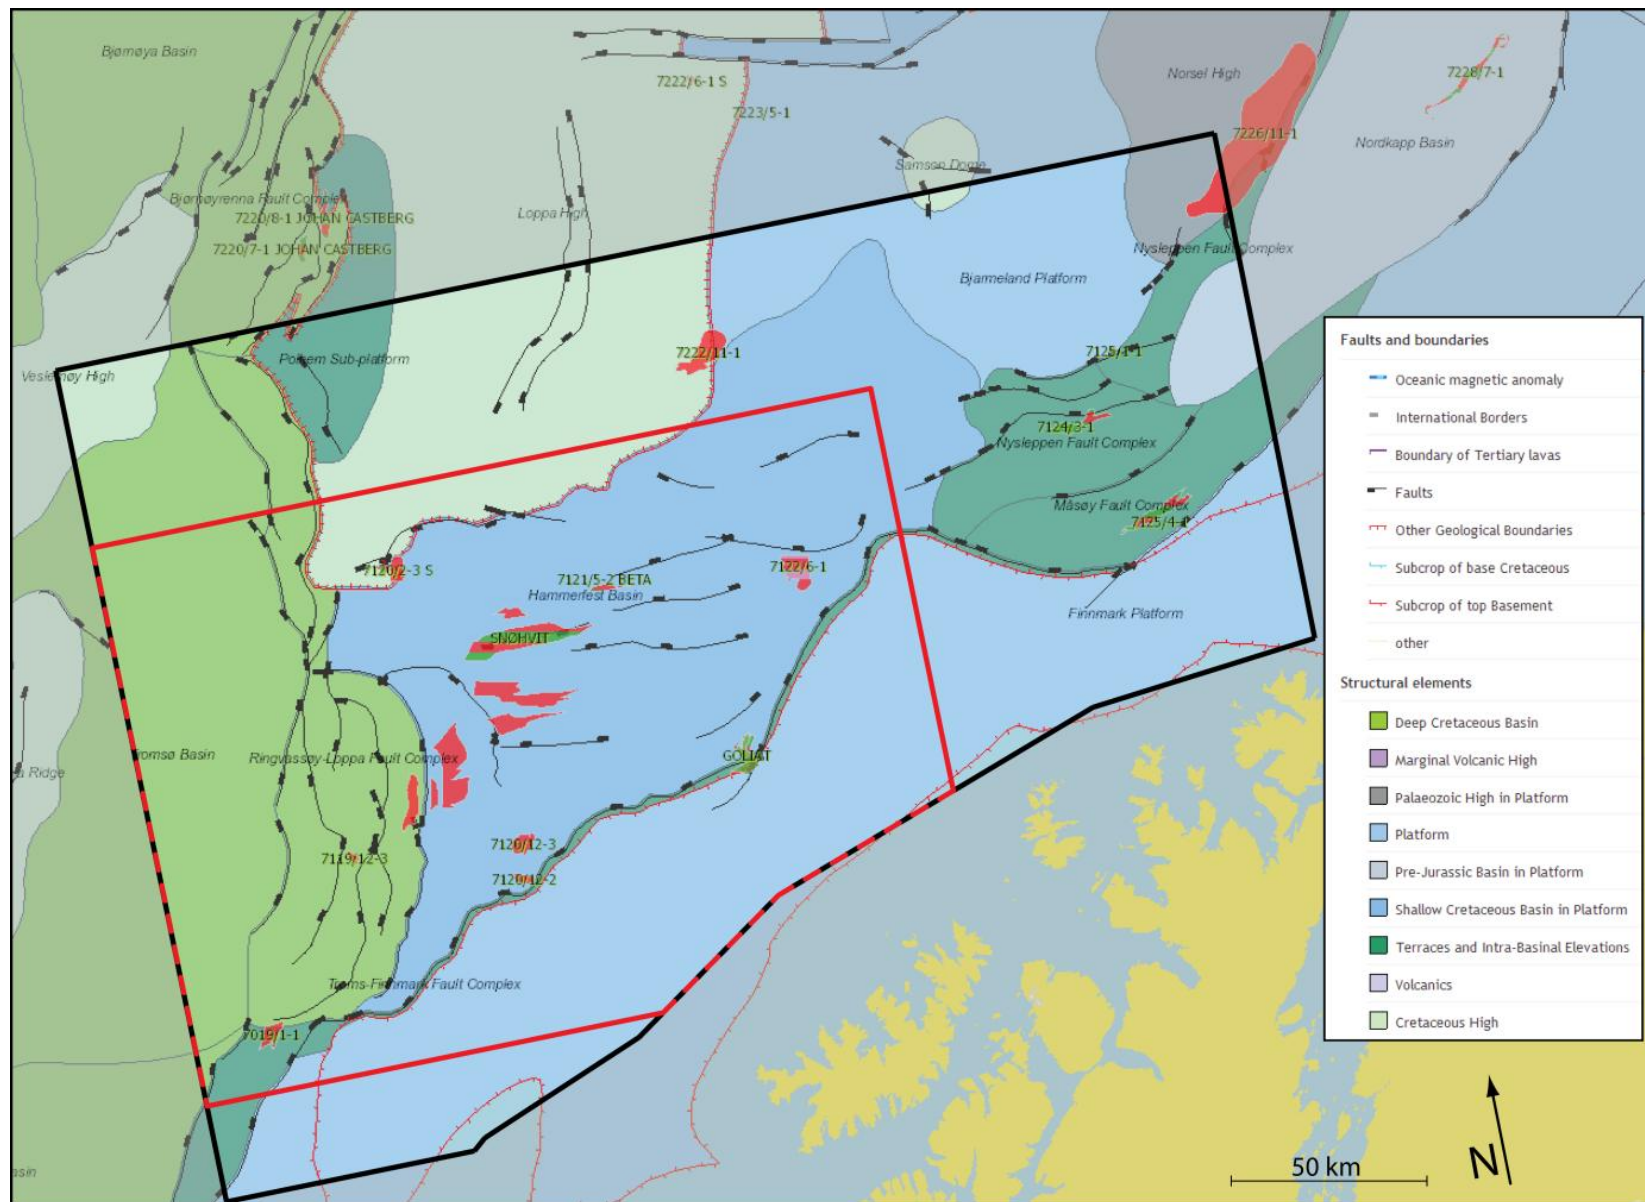 Bjørnøya Basin
7222/6-1 S
7223/5-1
Norsel High
7228/7-1
7226/11-1
Nordkapp Basin
Samson Dome
Bjørnøyrenna Fault Complex
7220/8-1 JOHAN CASTBERG
7220/7-1 JOHAN CASTBERG
Loppa High
Nysleppen Fault Complex
Bjarmeland Platform
Polhem Sub-platform
7222/11-1
7125/1-1
Veslemøy High
7124/3-1
Nysleppen Fault Complex
Måsøy Fault Complex
7125/4-1
7120/2-3 S
7121/5-2 BETA
Hammerfest Basin
7122/6-1
Finnmark Platform
SNØHVIT
Tromsø Basin
Ringvassøy-Loppa Fault Complex
GOLIAT
a Ridge
7120/12-3
7119/12-3
7120/12-2
Troms-Finnmark Fault Complex
7019/1-1
asin
Faults and boundaries
Oceanic magnetic anomaly
International Borders
Boundary of Tertiary lavas
Faults
Other Geological Boundaries
Subcrop of base Cretaceous
Subcrop of top Basement
other
Structural elements
Deep Cretaceous Basin
Marginal Volcanic High
Palaeozoic High in Platform
Platform
Pre-Jurassic Basin in Platform
Shallow Cretaceous Basin in Platform
Terraces and Intra-Basinal Elevations
Volcanics
Cretaceous High
50 km
N